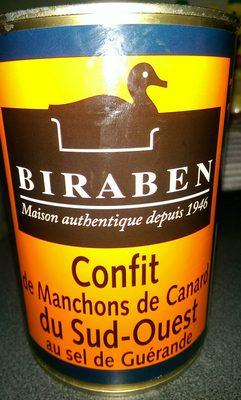 BIRABEN
Maison authentique depuis 1946
Confit
de Manchons de Canard
du Sud-Ouest
au sel de Guérande